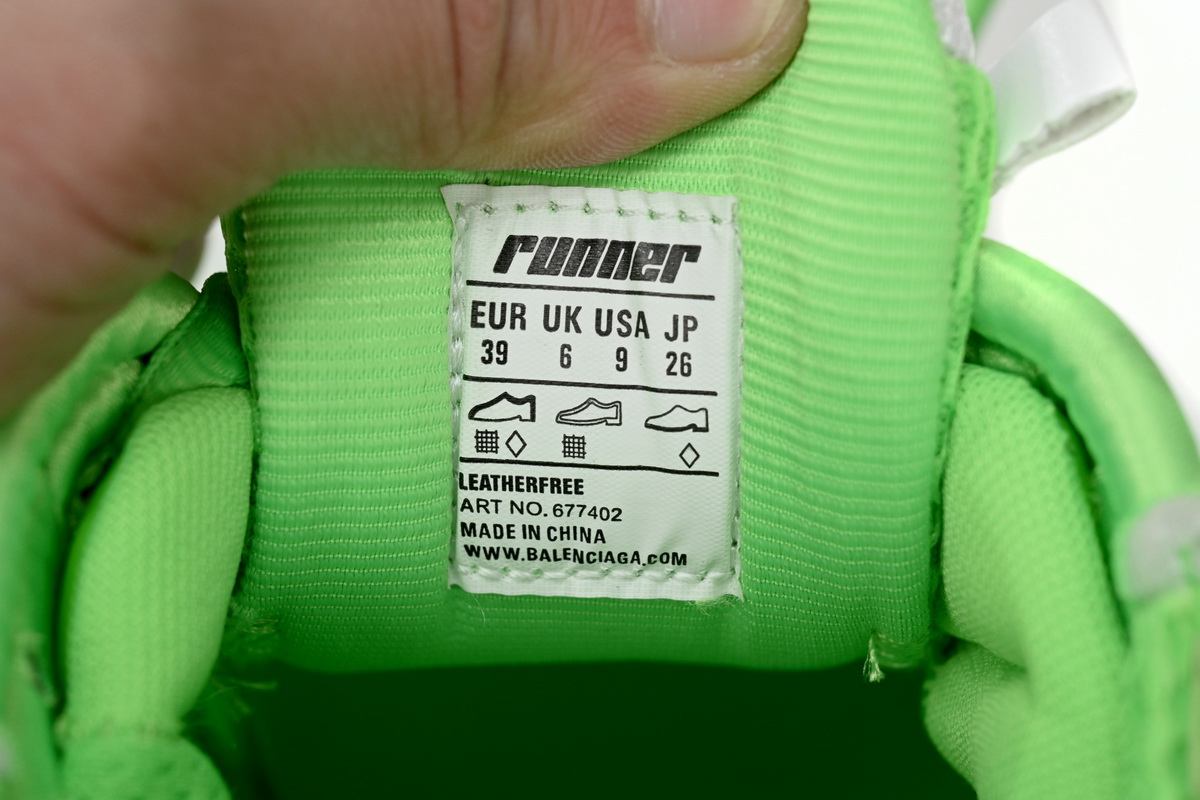 runner
EUR UK USA JP
39 6 9 26
LEATHERFREE
ART NO. 677402
MADE IN CHINA
WWW.BALENCIAGA.COM